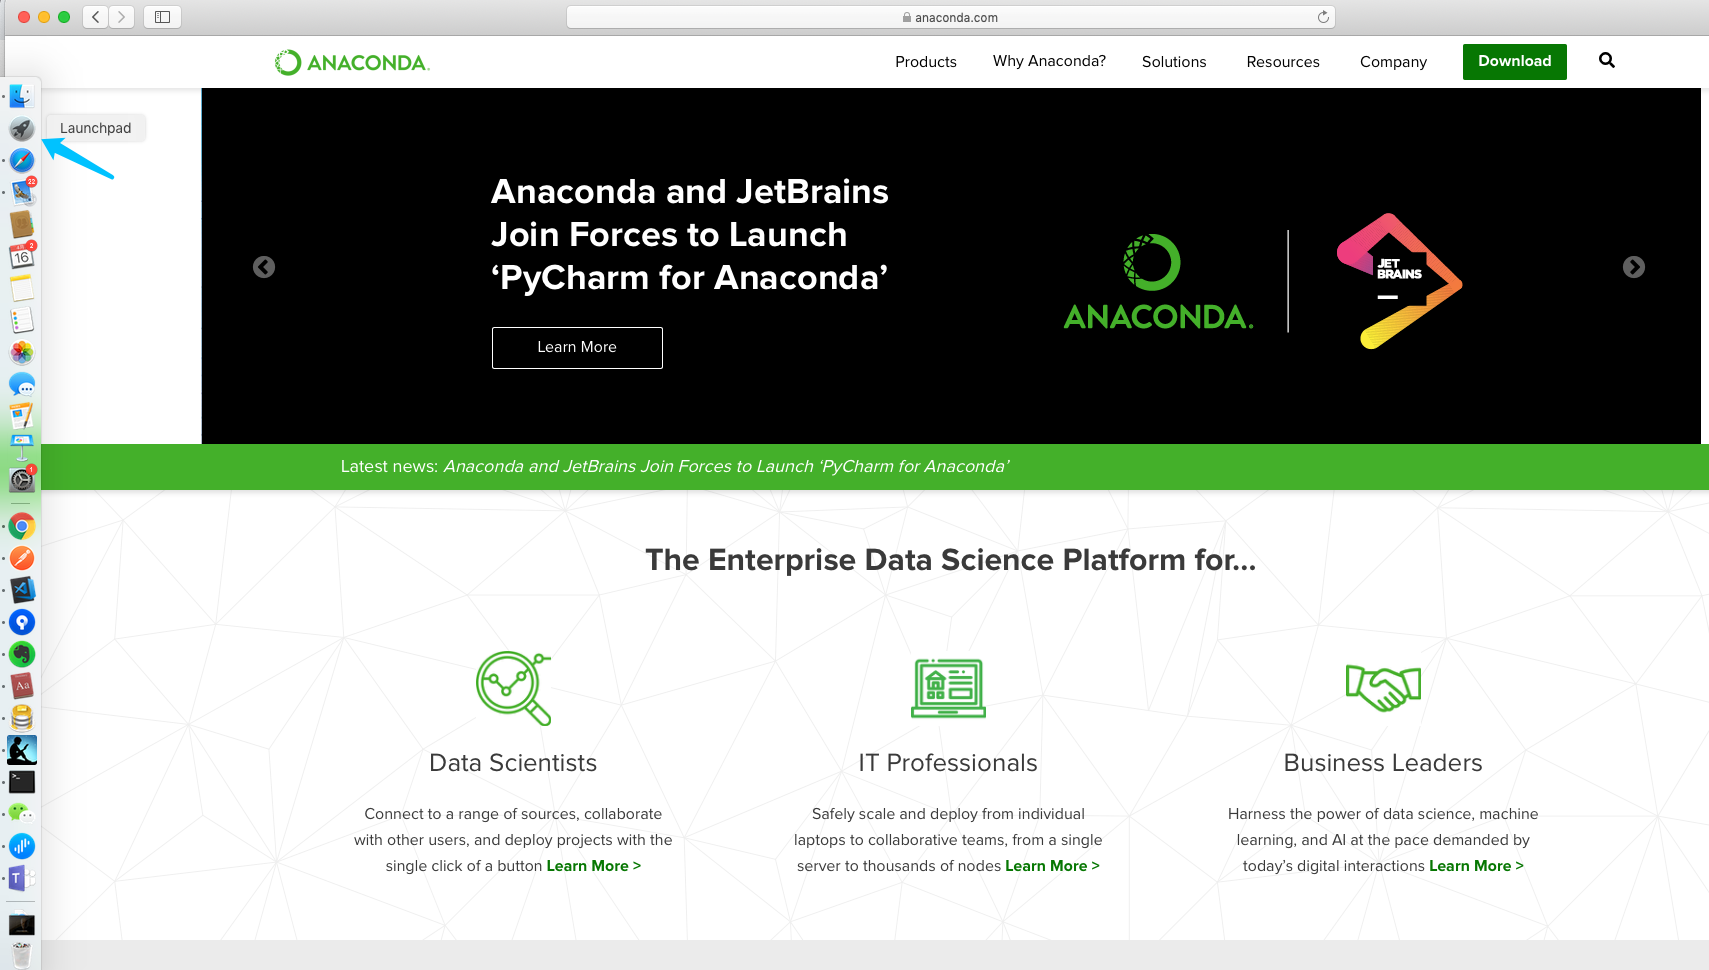 anaconda.com
ANACONDA.
Products
Why Anaconda?
Solutions
Resources
Company
Download
Launchpad
22
2
16
1
Aa
T
Anaconda and JetBrains
Join Forces to Launch
‘PyCharm for Anaconda’
Learn More
ANACONDA.
JET
BRAINS
Latest news: Anaconda and JetBrains Join Forces to Launch ‘PyCharm for Anaconda’
The Enterprise Data Science Platform for...
Data Scientists
Connect to a range of sources, collaborate
with other users, and deploy projects with the
single click of a button Learn More >
IT Professionals
Safely scale and deploy from individual
laptops to collaborative teams, from a single
server to thousands of nodes Learn More >
Business Leaders
Harness the power of data science, machine
learning, and AI at the pace demanded by
today’s digital interactions Learn More >